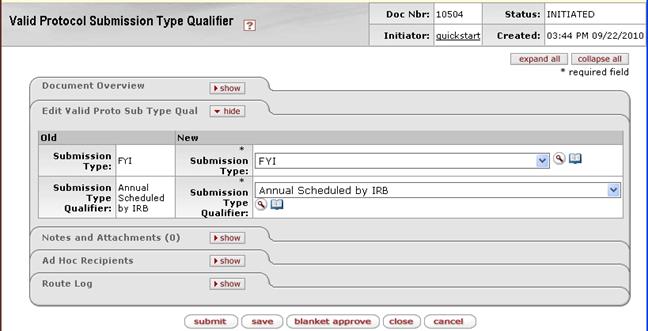 Valid Protocol Submission Type Qualifier ?
Doc Nbr: 10504 Status: INITIATED
Initiator: quickstart Created: 03:44 PM 09/22/2010
expand all collapse all
* required field
Document Overview show
Edit Valid Proto Sub Type Qual hide
Old New
Submission Type: FYI * Submission Type: FYI
Submission Type Qualifier: Annual Scheduled by IRB * Submission Type Qualifier: Annual Scheduled by IRB
Notes and Attachments (0) show
Ad Hoc Recipients show
Route Log show
submit save blanket approve close cancel